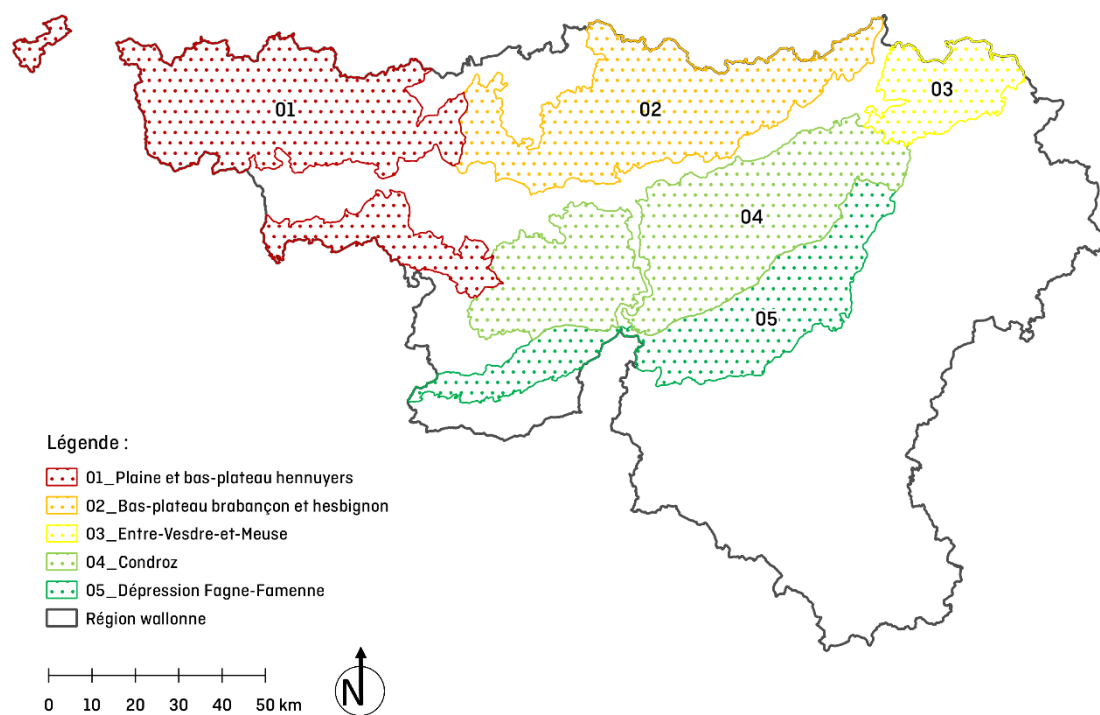 01
02
03
04
05
Légende :
01_Plaine et bas-plateau hennuyers
02_Bas-plateau brabançon et hesbignon
03_Entre-Vesdre-et-Meuse
04_Condroz
05_Dépression Fagne-Famenne
Région wallonne
0 10 20 30 40 50 km
N